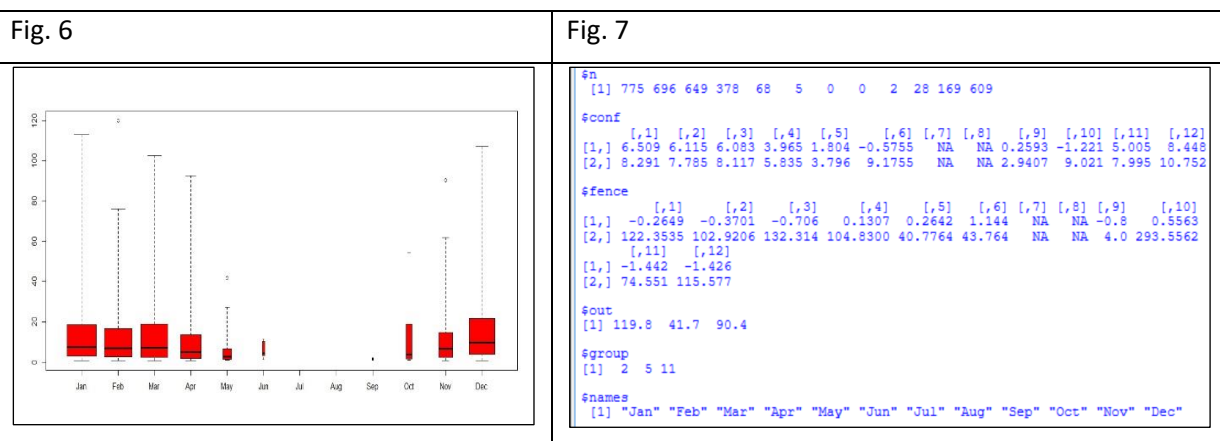 Fig. 6
Fig. 7
120
100
80
60
40
20
0
Jan Feb Mar Apr May Jun Jul Aug Sep Oct Nov Dec
$n
[1] 775 696 649 378 68 5 0 0 2 28 169 609
$conf
[,1] [,2] [,3] [,4] [,5] [,6] [,7] [,8] [,9] [,10] [,11] [,12]
[1,] 6.509 6.115 6.083 3.965 1.804 -0.5755 NA NA 0.2593 -1.221 5.005 8.448
[2,] 8.291 7.785 8.117 5.835 3.796 9.1755 NA NA 2.9407 9.021 7.995 10.752
$fence
[,1] [,2] [,3] [,4] [,5] [,6] [,7] [,8] [,9] [,10]
[1,] -0.2649 -0.3701 -0.706 0.1307 0.2642 1.144 NA NA -0.8 0.5563
[2,] 122.3535 102.9206 132.314 104.8300 40.7764 43.764 NA NA 4.0 293.5562
[,11] [,12]
[1,] -1.442 -1.426
[2,] 74.551 115.577
$out
[1] 119.8 41.7 90.4
$group
[1] 2 5 11
$names
[1] "Jan" "Feb" "Mar" "Apr" "May" "Jun" "Jul" "Aug" "Sep" "Oct" "Nov" "Dec"